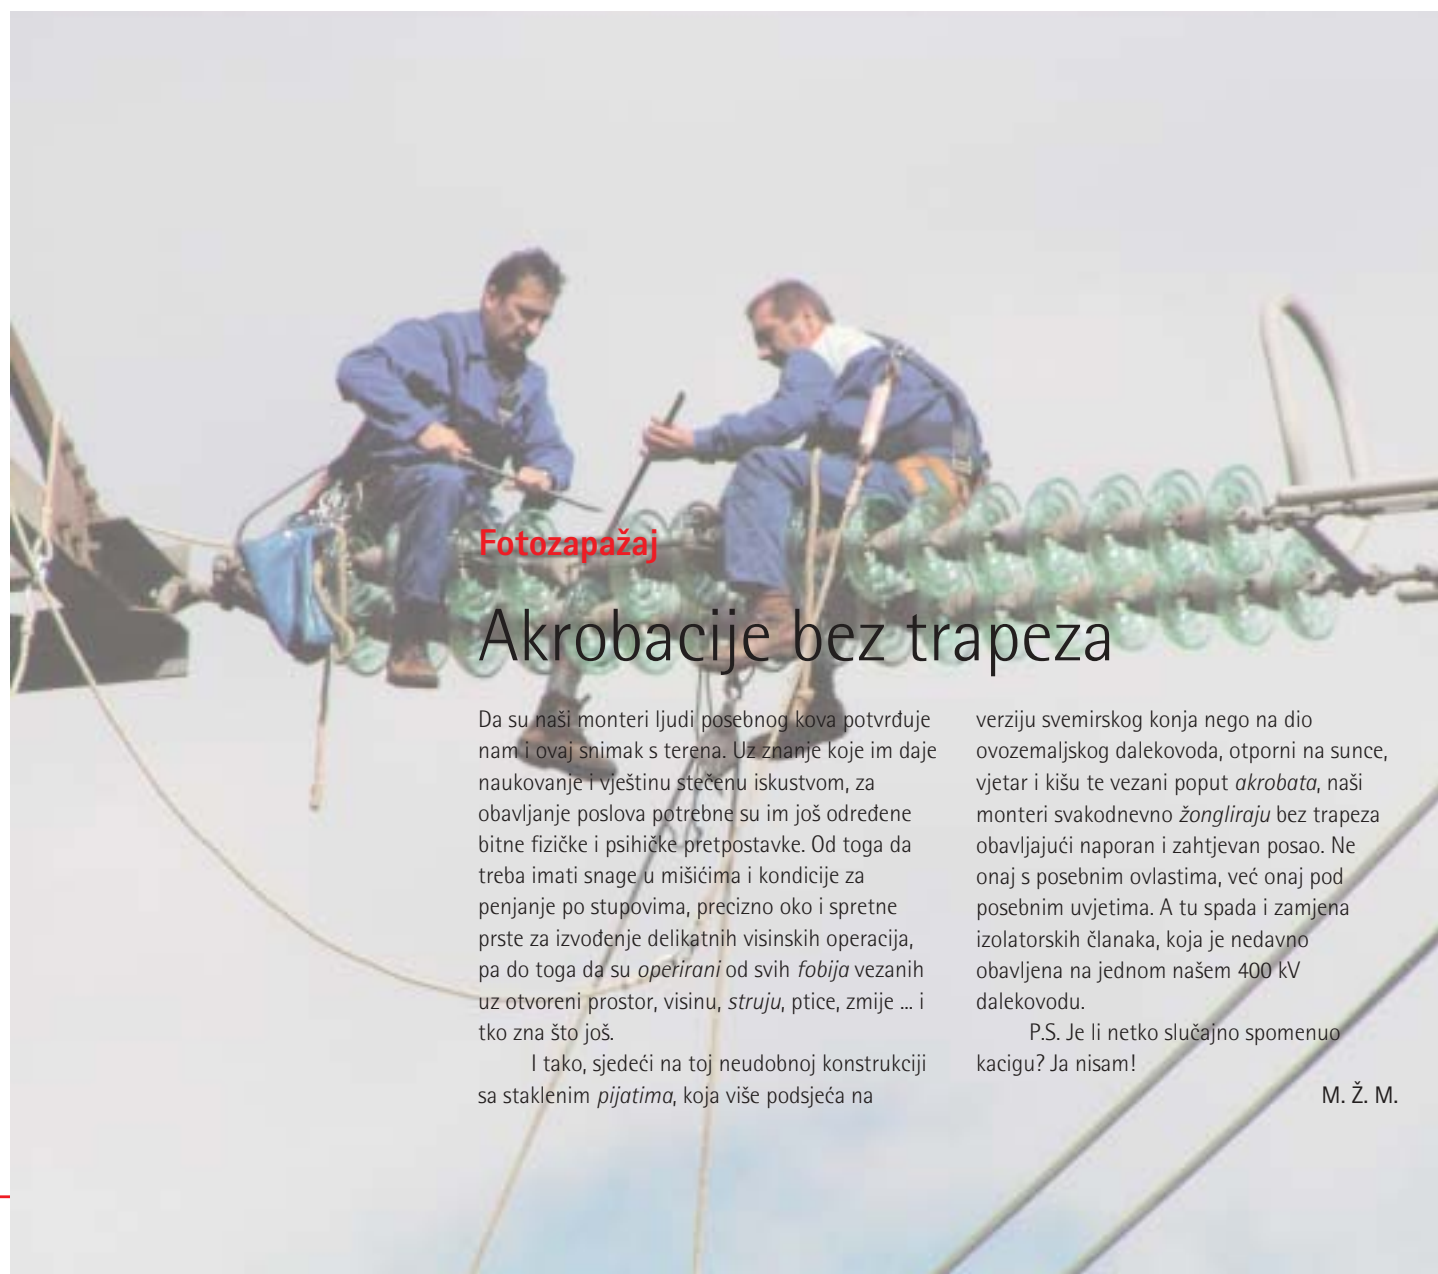 Fotozapažaj
Akrobacije bez trapeza
Da su naši monteri ljudi posebnog kova potvrđuje
nam i ovaj snimak s terena. Uz znanje koje im daje
naukovanje i vještinu stečenu iskustvom, za
obavljanje poslova potrebne su im još određene
bitne fizičke i psihičke pretpostavke. Od toga da
treba imati snage u mišićima i kondicije za
penjanje po stupovima, precizno oko i spretne
prste za izvođenje delikatnih visinskih operacija,
pa do toga da su operirani od svih fobija vezanih
uz otvoreni prostor, visinu, struju, ptice, zmije ... i
tko zna što još.
I tako, sjedeći na toj neudobnoj konstrukciji
sa staklenim pijatima, koja više podsjeća na
verziju svemirskog konja nego na dio
ovozemaljskog dalekovoda, otporni na sunce,
vjetar i kišu te vezani poput akrobata, naši
monteri svakodnevno žongliraju bez trapeza
obavljajući naporan i zahtjevan posao. Ne
onaj s posebnim ovlastima, već onaj pod
posebnim uvjetima. A tu spada i zamjena
izolatorskih članaka, koja je nedavno
obavljena na jednom našem 400 kV
dalekovodu.
P.S. Je li netko slučajno spomenuo
kacigu? Ja nisam!
M. Ž. M.